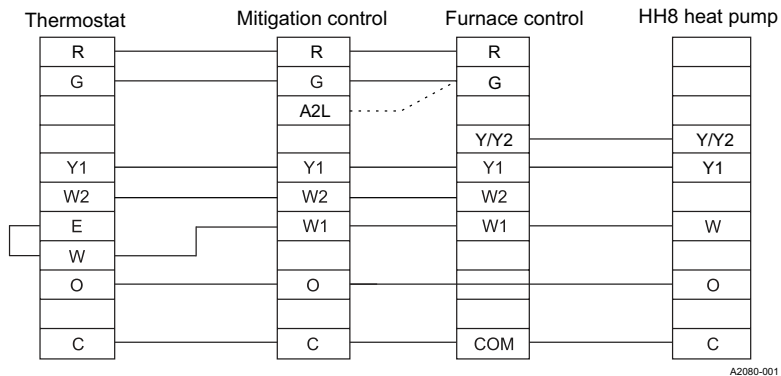 Thermostat Mitigation control Furnace control HH8 heat pump
R R R
G G G
A2L
Y/Y2 Y/Y2
Y1 Y1 Y1 Y1
W2 W2 W2
E W1 W1 W
W
O O O
C C COM C
A2080-001